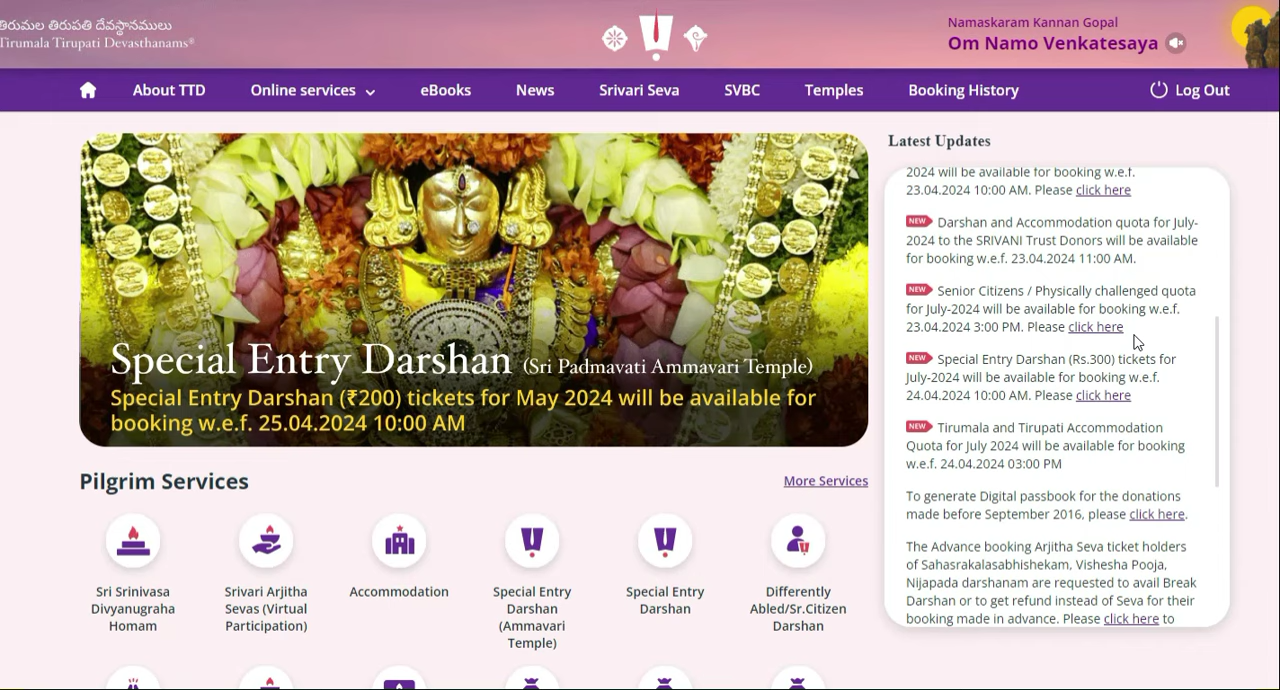 తిరుమల తిరుపతి దేవస్థానములు
Tirumala Tirupati Devasthanams®
Namaskaram Kannan Gopal
Om Namo Venkatesaya
About TTD
Online services
eBooks
News
Srivari Seva
SVBC
Temples
Booking History
Log Out
Special Entry Darshan (Sri Padmavati Ammavari Temple)
Special Entry Darshan (₹200) tickets for May 2024 will be available for
booking w.e.f. 25.04.2024 10:00 AM
Latest Updates
2024 will be available for booking w.e.f.
23.04.2024 10:00 AM. Please click here
NEW Darshan and Accommodation quota for July-
2024 to the SRIVANI Trust Donors will be available
for booking w.e.f. 23.04.2024 11:00 AM.
NEW Senior Citizens / Physically challenged quota
for July-2024 will be available for booking w.e.f.
23.04.2024 3:00 PM. Please click here
NEW Special Entry Darshan (Rs.300) tickets for
July-2024 will be available for booking w.e.f.
24.04.2024 10:00 AM. Please click here
NEW Tirumala and Tirupati Accommodation
Quota for July 2024 will be available for booking
w.e.f. 24.04.2024 03:00 PM
To generate Digital passbook for the donations
made before September 2016, please click here.
The Advance booking Arjitha Seva ticket holders
of Sahasrakalasabhishekam, Vishesha Pooja,
Nijapada darshanam are requested to avail Break
Darshan or to get refund instead of Seva for their
booking made in advance. Please click here to
Pilgrim Services
More Services
Sri Srinivasa
Divyanugraha
Homam
Srivari Arjitha
Sevas (Virtual
Participation)
Accommodation
Special Entry
Darshan
(Ammavari
Temple)
Special Entry
Darshan
Differently
Abled/Sr.Citizen
Darshan